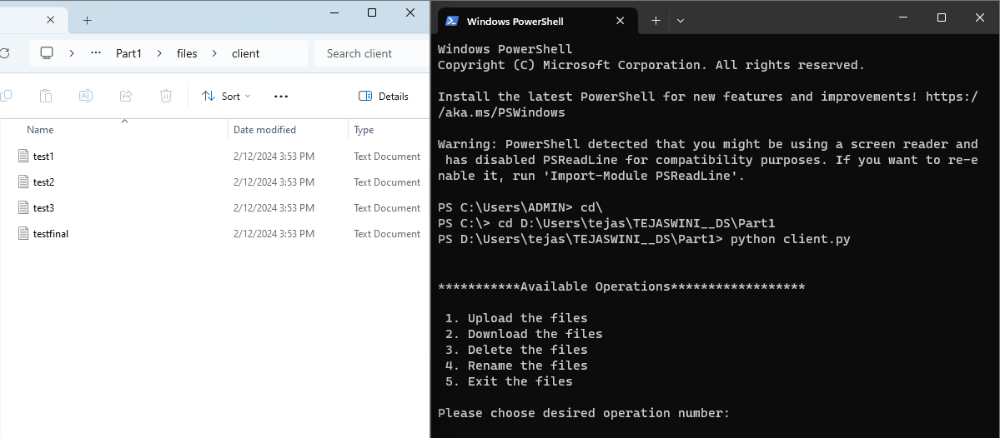 Part1 files client
Search client
Sort
Details
Name Date modified Type
test1 2/12/2024 3:53 PM Text Document
test2 2/12/2024 3:53 PM Text Document
test3 2/12/2024 3:53 PM Text Document
testfinal 2/12/2024 3:53 PM Text Document
Windows PowerShell
Windows PowerShell
Copyright (C) Microsoft Corporation. All rights reserved.
Install the latest PowerShell for new features and improvements! https:/
/aka.ms/PSWindows
Warning: PowerShell detected that you might be using a screen reader and
has disabled PSReadLine for compatibility purposes. If you want to re-e
nable it, run 'Import-Module PSReadLine'.
PS C:\Users\ADMIN> cd\
PS C:\> cd D:\Users\tejas\TEJASWINI__DS\Part1
PS D:\Users\tejas\TEJASWINI__DS\Part1> python client.py
***********Available Operations******************
1. Upload the files
2. Download the files
3. Delete the files
4. Rename the files
5. Exit the files
Please choose desired operation number: